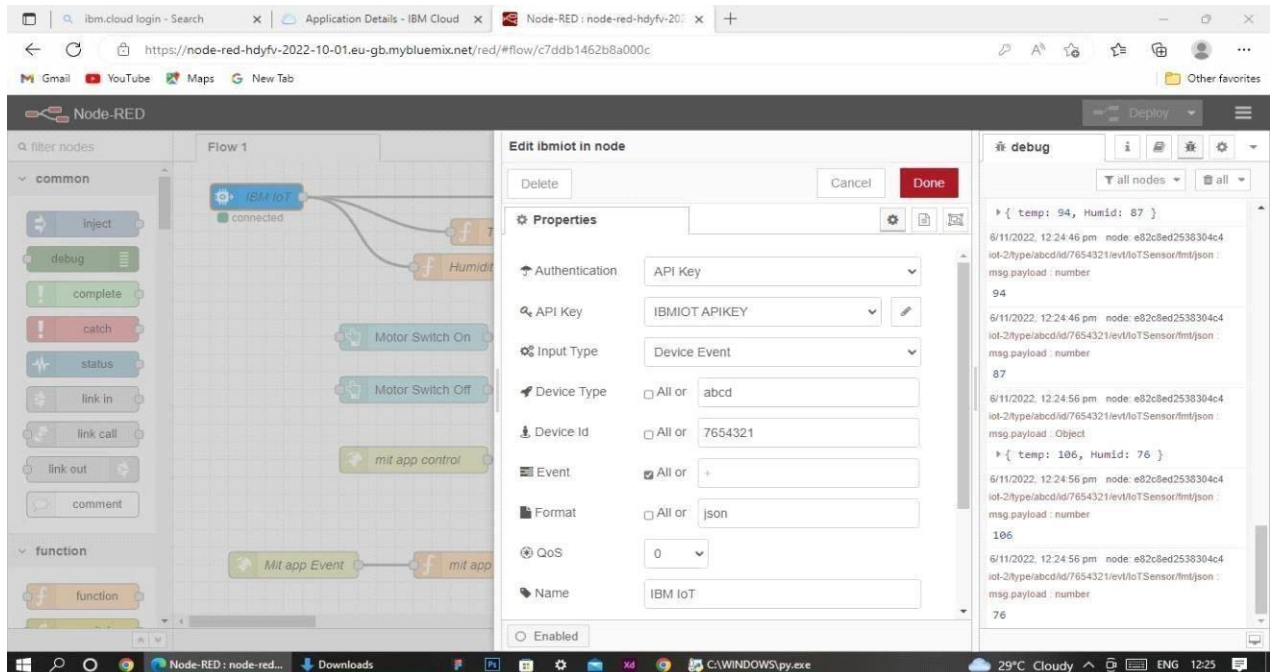 ibm.cloud login - Search
Application Details - IBM Cloud
Node-RED : node-red-hdyfv-202
https://node-red-hdyfv-2022-10-01.eu-gb.mybluemix.net/red/#flow/c7ddb1462b8a000c
Gmail YouTube Maps New Tab Other favorites
Node-RED Deploy
filter nodes
common
inject
debug
complete
catch
status
link in
link call
link out
comment
function
function
Flow 1
IBM IoT
connected
T
Humidit
Motor Switch On
Motor Switch Off
mit app control
Mit app Event
mit app
Edit ibmiot in node
Delete Cancel Done
Properties
Authentication API Key
API Key IBMIOT APIKEY
Input Type Device Event
Device Type All or abcd
Device Id All or 7654321
Event All or +
Format All or json
QoS 0
Name IBM IoT
Enabled
debug
all nodes all
{ temp: 94, Humid: 87 }
6/11/2022, 12:24:46 pm node: e82c8ed2538304c4
iot-2/type/abcd/id/7654321/evt/IoTSensor/fmt/json :
msg.payload : number
94
6/11/2022, 12:24:46 pm node: e82c8ed2538304c4
iot-2/type/abcd/id/7654321/evt/IoTSensor/fmt/json :
msg.payload : number
87
6/11/2022, 12:24:56 pm node: e82c8ed2538304c4
iot-2/type/abcd/id/7654321/evt/IoTSensor/fmt/json :
msg.payload : Object
{ temp: 106, Humid: 76 }
6/11/2022, 12:24:56 pm node: e82c8ed2538304c4
iot-2/type/abcd/id/7654321/evt/IoTSensor/fmt/json :
msg.payload : number
106
6/11/2022, 12:24:56 pm node: e82c8ed2538304c4
iot-2/type/abcd/id/7654321/evt/IoTSensor/fmt/json :
msg.payload : number
76
Node-RED : node-red... Downloads Ps Xd C:\WINDOWS\py.exe 29°C Cloudy ENG 12:25